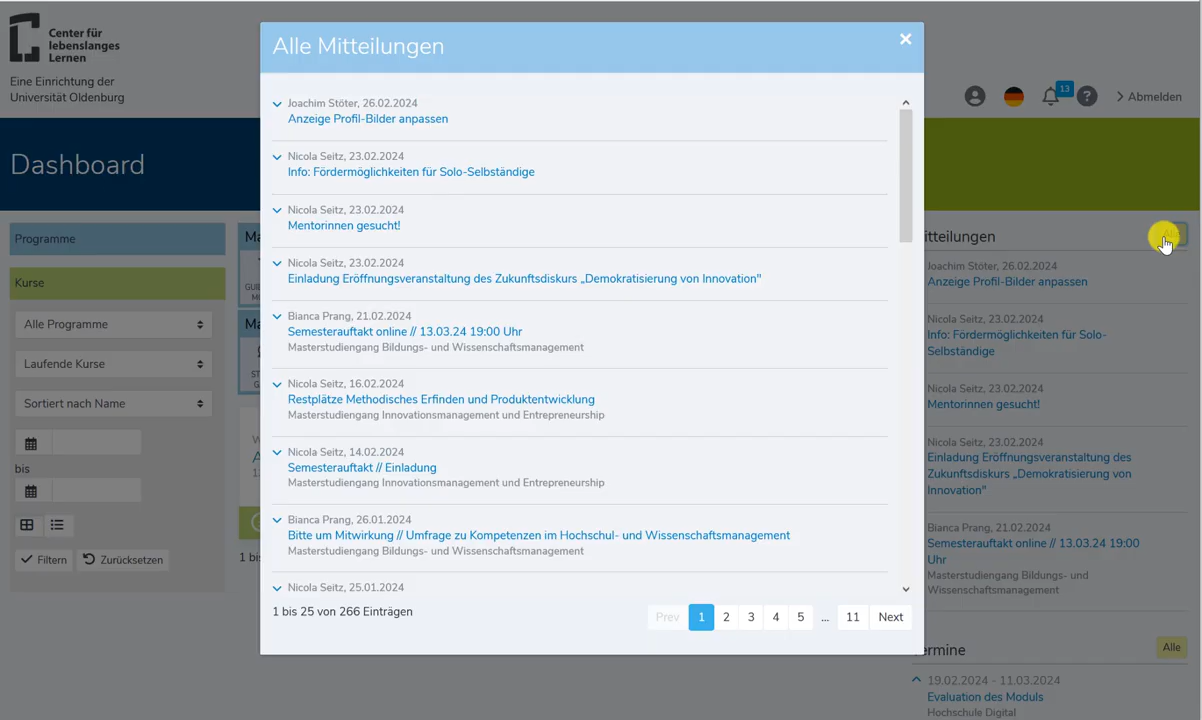 Center für
lebenslanges
Lernen
Eine Einrichtung der
Universität Oldenburg
13
?
Abmelden
Dashboard
Programme
Kurse
Alle Programme
Laufende Kurse
Sortiert nach Name
bis
Filtern
Zurücksetzen
Alle Mitteilungen
×
Joachim Stöter, 26.02.2024
Anzeige Profil-Bilder anpassen
Nicola Seitz, 23.02.2024
Info: Fördermöglichkeiten für Solo-Selbständige
Nicola Seitz, 23.02.2024
Mentorinnen gesucht!
Nicola Seitz, 23.02.2024
Einladung Eröffnungsveranstaltung des Zukunftsdiskurs „Demokratisierung von Innovation"
Bianca Prang, 21.02.2024
Semesterauftakt online // 13.03.24 19:00 Uhr
Masterstudiengang Bildungs- und Wissenschaftsmanagement
Nicola Seitz, 16.02.2024
Restplätze Methodisches Erfinden und Produktentwicklung
Masterstudiengang Innovationsmanagement und Entrepreneurship
Nicola Seitz, 14.02.2024
Semesterauftakt // Einladung
Masterstudiengang Innovationsmanagement und Entrepreneurship
Bianca Prang, 26.01.2024
Bitte um Mitwirkung // Umfrage zu Kompetenzen im Hochschul- und Wissenschaftsmanagement
Masterstudiengang Bildungs- und Wissenschaftsmanagement
Nicola Seitz, 25.01.2024
1 bis 25 von 266 Einträgen
Prev 1 2 3 4 5 ... 11 Next
itteilungen
Joachim Stöter, 26.02.2024
Anzeige Profil-Bilder anpassen
Nicola Seitz, 23.02.2024
Info: Fördermöglichkeiten für Solo-
Selbständige
Nicola Seitz, 23.02.2024
Mentorinnen gesucht!
Nicola Seitz, 23.02.2024
Einladung Eröffnungsveranstaltung des
Zukunftsdiskurs „Demokratisierung von
Innovation"
Bianca Prang, 21.02.2024
Semesterauftakt online // 13.03.24 19:00
Uhr
Masterstudiengang Bildungs- und
Wissenschaftsmanagement
ermine
Alle
19.02.2024 - 11.03.2024
Evaluation des Moduls
Hochschule Digital